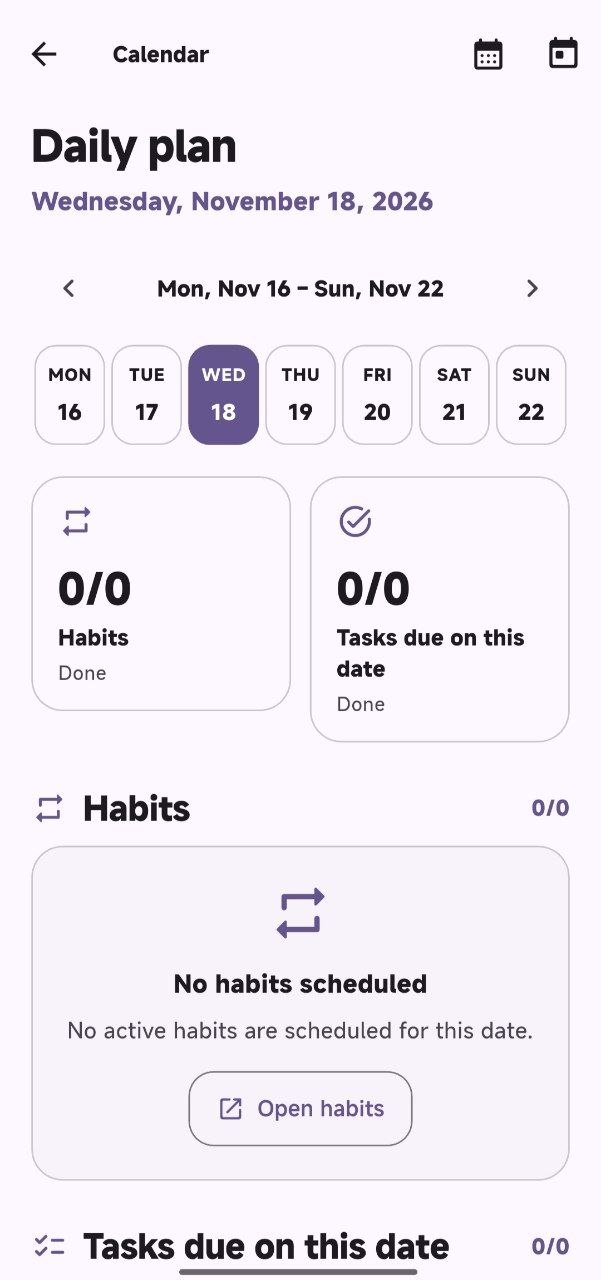 Calendar
Daily plan
Wednesday, November 18, 2026
Mon, Nov 16 – Sun, Nov 22
MON TUE WED THU FRI SAT SUN
16 17 18 19 20 21 22
0/0
Habits
Done
0/0
Tasks due on this
date
Done
Habits 0/0
No habits scheduled
No active habits are scheduled for this date.
Open habits
Tasks due on this date 0/0